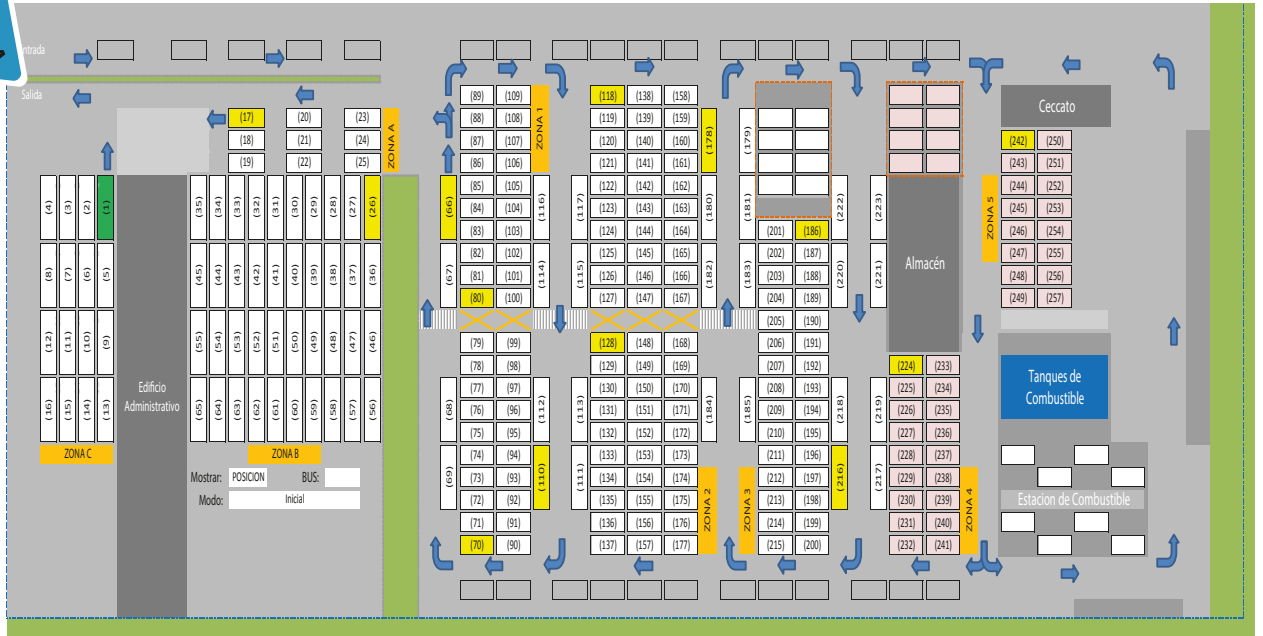 ntrada
Salida
(89) (109) (118) (138) (158)
(88) (108) (119) (139) (159)
(87) (107) (120) (140) (160)
(86) (106) (121) (141) (161)
(85) (105) (122) (142) (162)
(84) (104) (123) (143) (163)
(83) (103) (124) (144) (164) (201) (186)
(82) (102) (125) (145) (165) (202) (187)
(81) (101) (126) (146) (166) (203) (188)
(80) (100) (127) (147) (167) (204) (189)
(205) (190)
(79) (99) (128) (148) (168) (206) (191)
(78) (98) (129) (149) (169) (207) (192)
(77) (97) (130) (150) (170) (208) (193)
(76) (96) (131) (151) (171) (209) (194)
(75) (95) (132) (152) (172) (210) (195)
(74) (94) (133) (153) (173) (211) (196)
(73) (93) (134) (154) (174) (212) (197)
(72) (92) (135) (155) (175) (213) (198)
(71) (91) (136) (156) (176) (214) (199)
(70) (90) (137) (157) (177) (215) (200)
(17) (20) (23)
(18) (21) (24)
(19) (22) (25)
ZONA A
(4) (3) (2) (1)
(8) (7) (6) (5)
(12) (11) (10) (9)
(16) (15) (14) (13)
ZONA C
Edificio
Administrativo
(35) (34) (33) (32) (31) (30) (29) (28) (27) (26)
(45) (44) (43) (42) (41) (40) (39) (38) (37) (36)
(55) (54) (53) (52) (51) (50) (49) (48) (47) (46)
(65) (64) (63) (62) (61) (60) (59) (58) (57) (56)
ZONA B
Mostrar: POSICION BUS:
Modo: Inicial
(66)
(67)
(68)
(69)
ZONA 1
(116) (117)
(114) (115)
(112) (113)
(110) (111)
(178) (179)
(180) (181)
(182) (183)
(184) (185)
ZONA 2
ZONA 3
(222) (223)
(220) (221)
(218) (219)
(216) (217)
Almacén
(224) (233)
(225) (234)
(226) (235)
(227) (236)
(228) (237)
(229) (238)
(230) (239)
(231) (240)
(232) (241)
ZONA 4
ZONA 5
Ceccato
(242) (250)
(243) (251)
(244) (252)
(245) (253)
(246) (254)
(247) (255)
(248) (256)
(249) (257)
Tanques de
Combustible
Estacion de Combustible